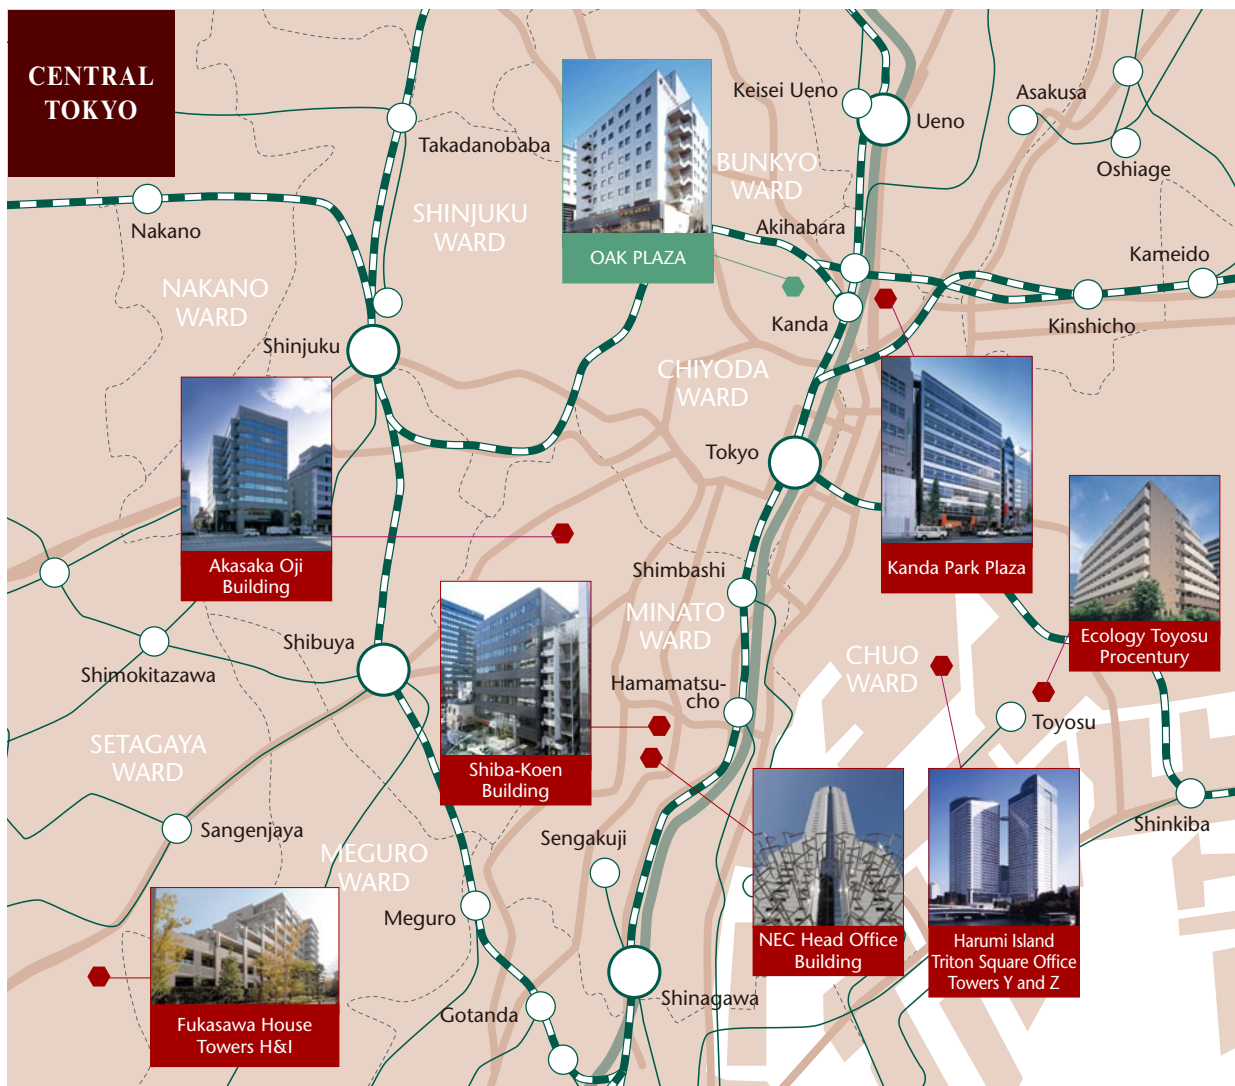 CENTRAL
TOKYO
Keisei Ueno
Ueno
Asakusa
Oshiage
Takadanobaba
BUNKYO
WARD
Nakano
SHINJUKU
WARD
Akihabara
OAK PLAZA
Kameido
NAKANO
WARD
Kanda
Kinshicho
Shinjuku
CHIYODA
WARD
Tokyo
Akasaka Oji
Building
Shimbashi
Kanda Park Plaza
MINATO
WARD
Shibuya
Shimokitazawa
CHUO
WARD
Ecology Toyosu
Procentury
Hamamatsu-
cho
Toyosu
SETAGAYA
WARD
Shiba-Koen
Building
Sangenjaya
Shinkiba
Sengakuji
MEGURO
WARD
Meguro
NEC Head Office
Building
Harumi Island
Triton Square Office
Towers Y and Z
Shinagawa
Gotanda
Fukasawa House
Towers H&I